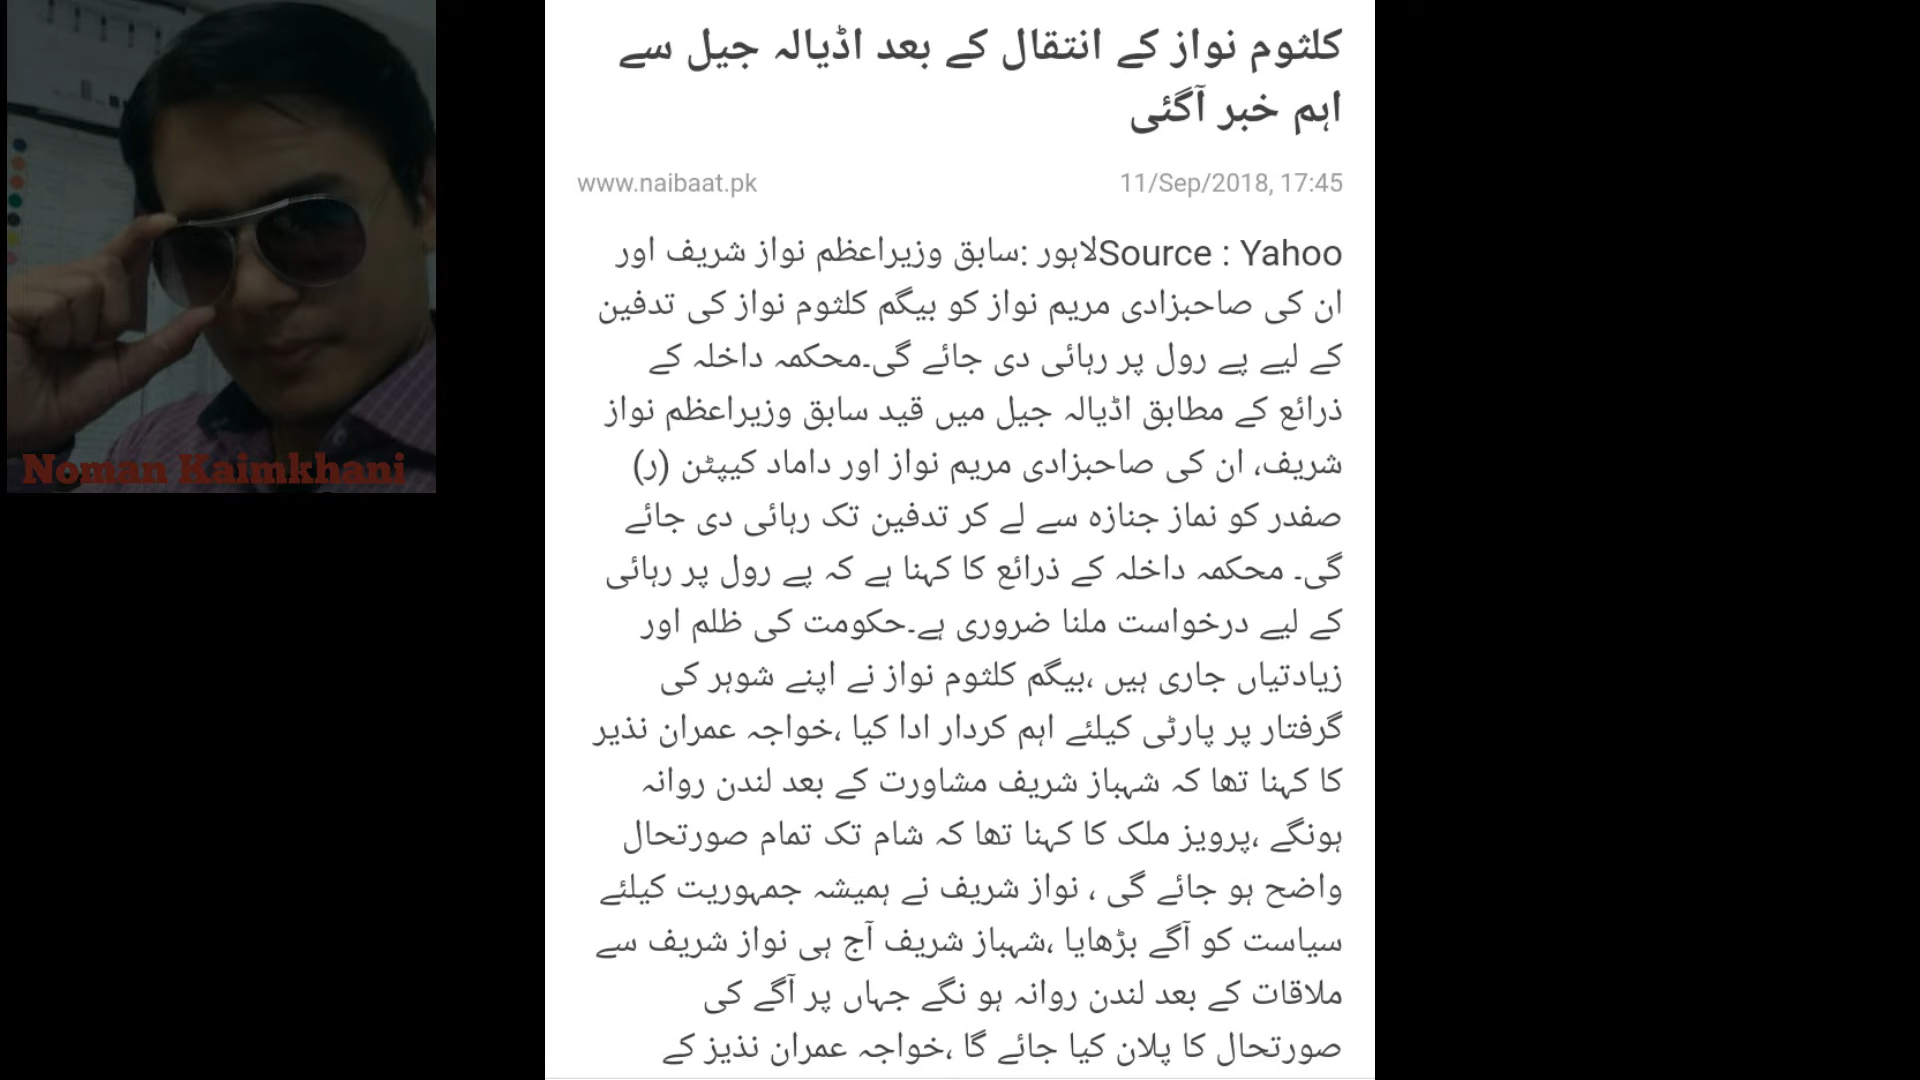 کلثوم نواز کے انتقال کے بعد اڈیالہ جیل سے
اہم خبر آگئی
www.naibaat.pk
11/Sep/2018, 17:45
Source : Yahooلاہور :سابق وزیراعظم نواز شریف اور
ان کی صاحبزادی مریم نواز کو بیگم کلثوم نواز کی تدفین
کے لیے پے رول پر رہائی دی جائے گی۔محکمہ داخلہ کے
ذرائع کے مطابق اڈیالہ جیل میں قید سابق وزیراعظم نواز
شریف، ان کی صاحبزادی مریم نواز اور داماد کیپٹن (ر)
صفدر کو نماز جنازہ سے لے کر تدفین تک رہائی دی جائے
گی۔ محکمہ داخلہ کے ذرائع کا کہنا ہے کہ پے رول پر رہائی
کے لیے درخواست ملنا ضروری ہے۔حکومت کی ظلم اور
زیادتیاں جاری ہیں ،بیگم کلثوم نواز نے اپنے شوہر کی
گرفتار پر پارٹی کیلئے اہم کردار ادا کیا ،خواجہ عمران نذیر
کا کہنا تھا کہ شہباز شریف مشاورت کے بعد لندن روانہ
ہونگے ،پرویز ملک کا کہنا تھا کہ شام تک تمام صورتحال
واضح ہو جائے گی ، نواز شریف نے ہمیشہ جمہوریت کیلئے
سیاست کو آگے بڑھایا ،شہباز شریف آج ہی نواز شریف سے
ملاقات کے بعد لندن روانہ ہو نگے جہاں پر آگے کی
صورتحال کا پلان کیا جائے گا ،خواجہ عمران نذیز کے
Noman Kaimkhani